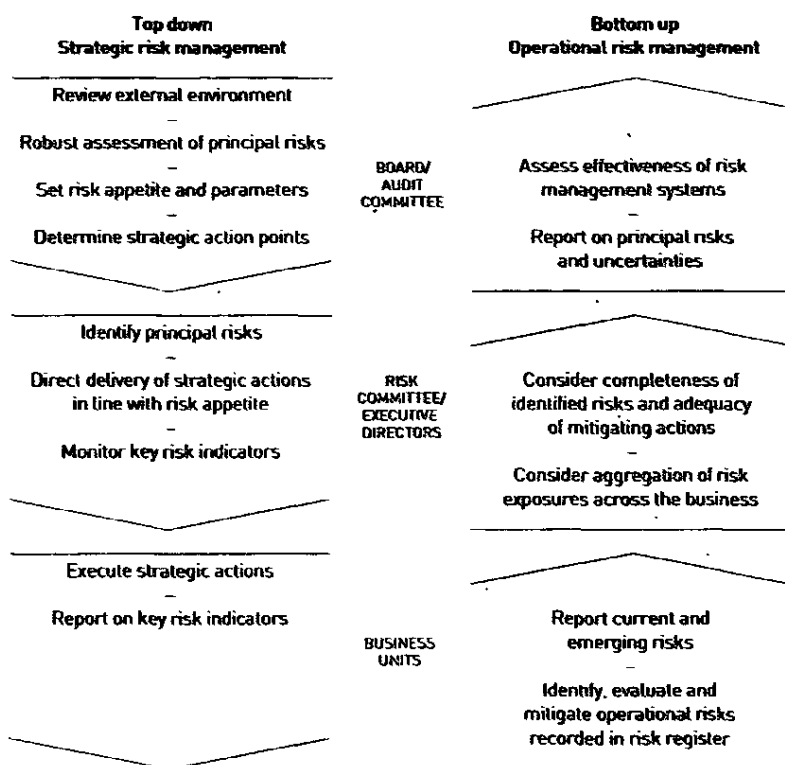 Top down
Strategic risk management
Review external environment
–
Robust assessment of principal risks
–
Set risk appetite and parameters
–
Determine strategic action points
Identify principal risks
–
Direct delivery of strategic actions
in line with risk appetite
–
Monitor key risk indicators
Execute strategic actions
–
Report on key risk indicators
BOARD/
AUDIT
COMMITTEE
RISK
COMMITTEE/
EXECUTIVE
DIRECTORS
BUSINESS
UNITS
Bottom up
Operational risk management
Assess effectiveness of risk
management systems
–
Report on principal risks
and uncertainties
Consider completeness of
identified risks and adequacy
of mitigating actions
–
Consider aggregation of risk
exposures across the business
Report current and
emerging risks
–
Identify, evaluate and
mitigate operational risks
recorded in risk register